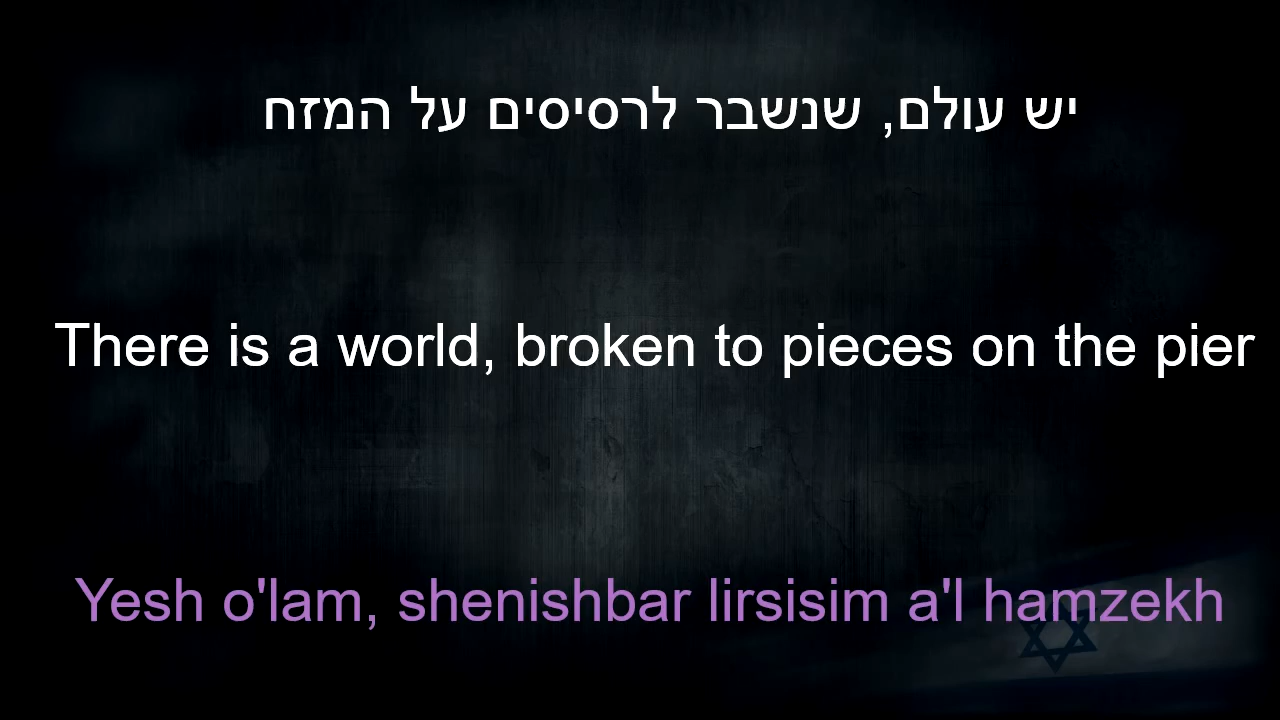 יש עולם, שנשבר לרסיסים על המזח
There is a world, broken to pieces on the pier
Yesh o'lam, shenishbar lirsisim a'l hamzekh